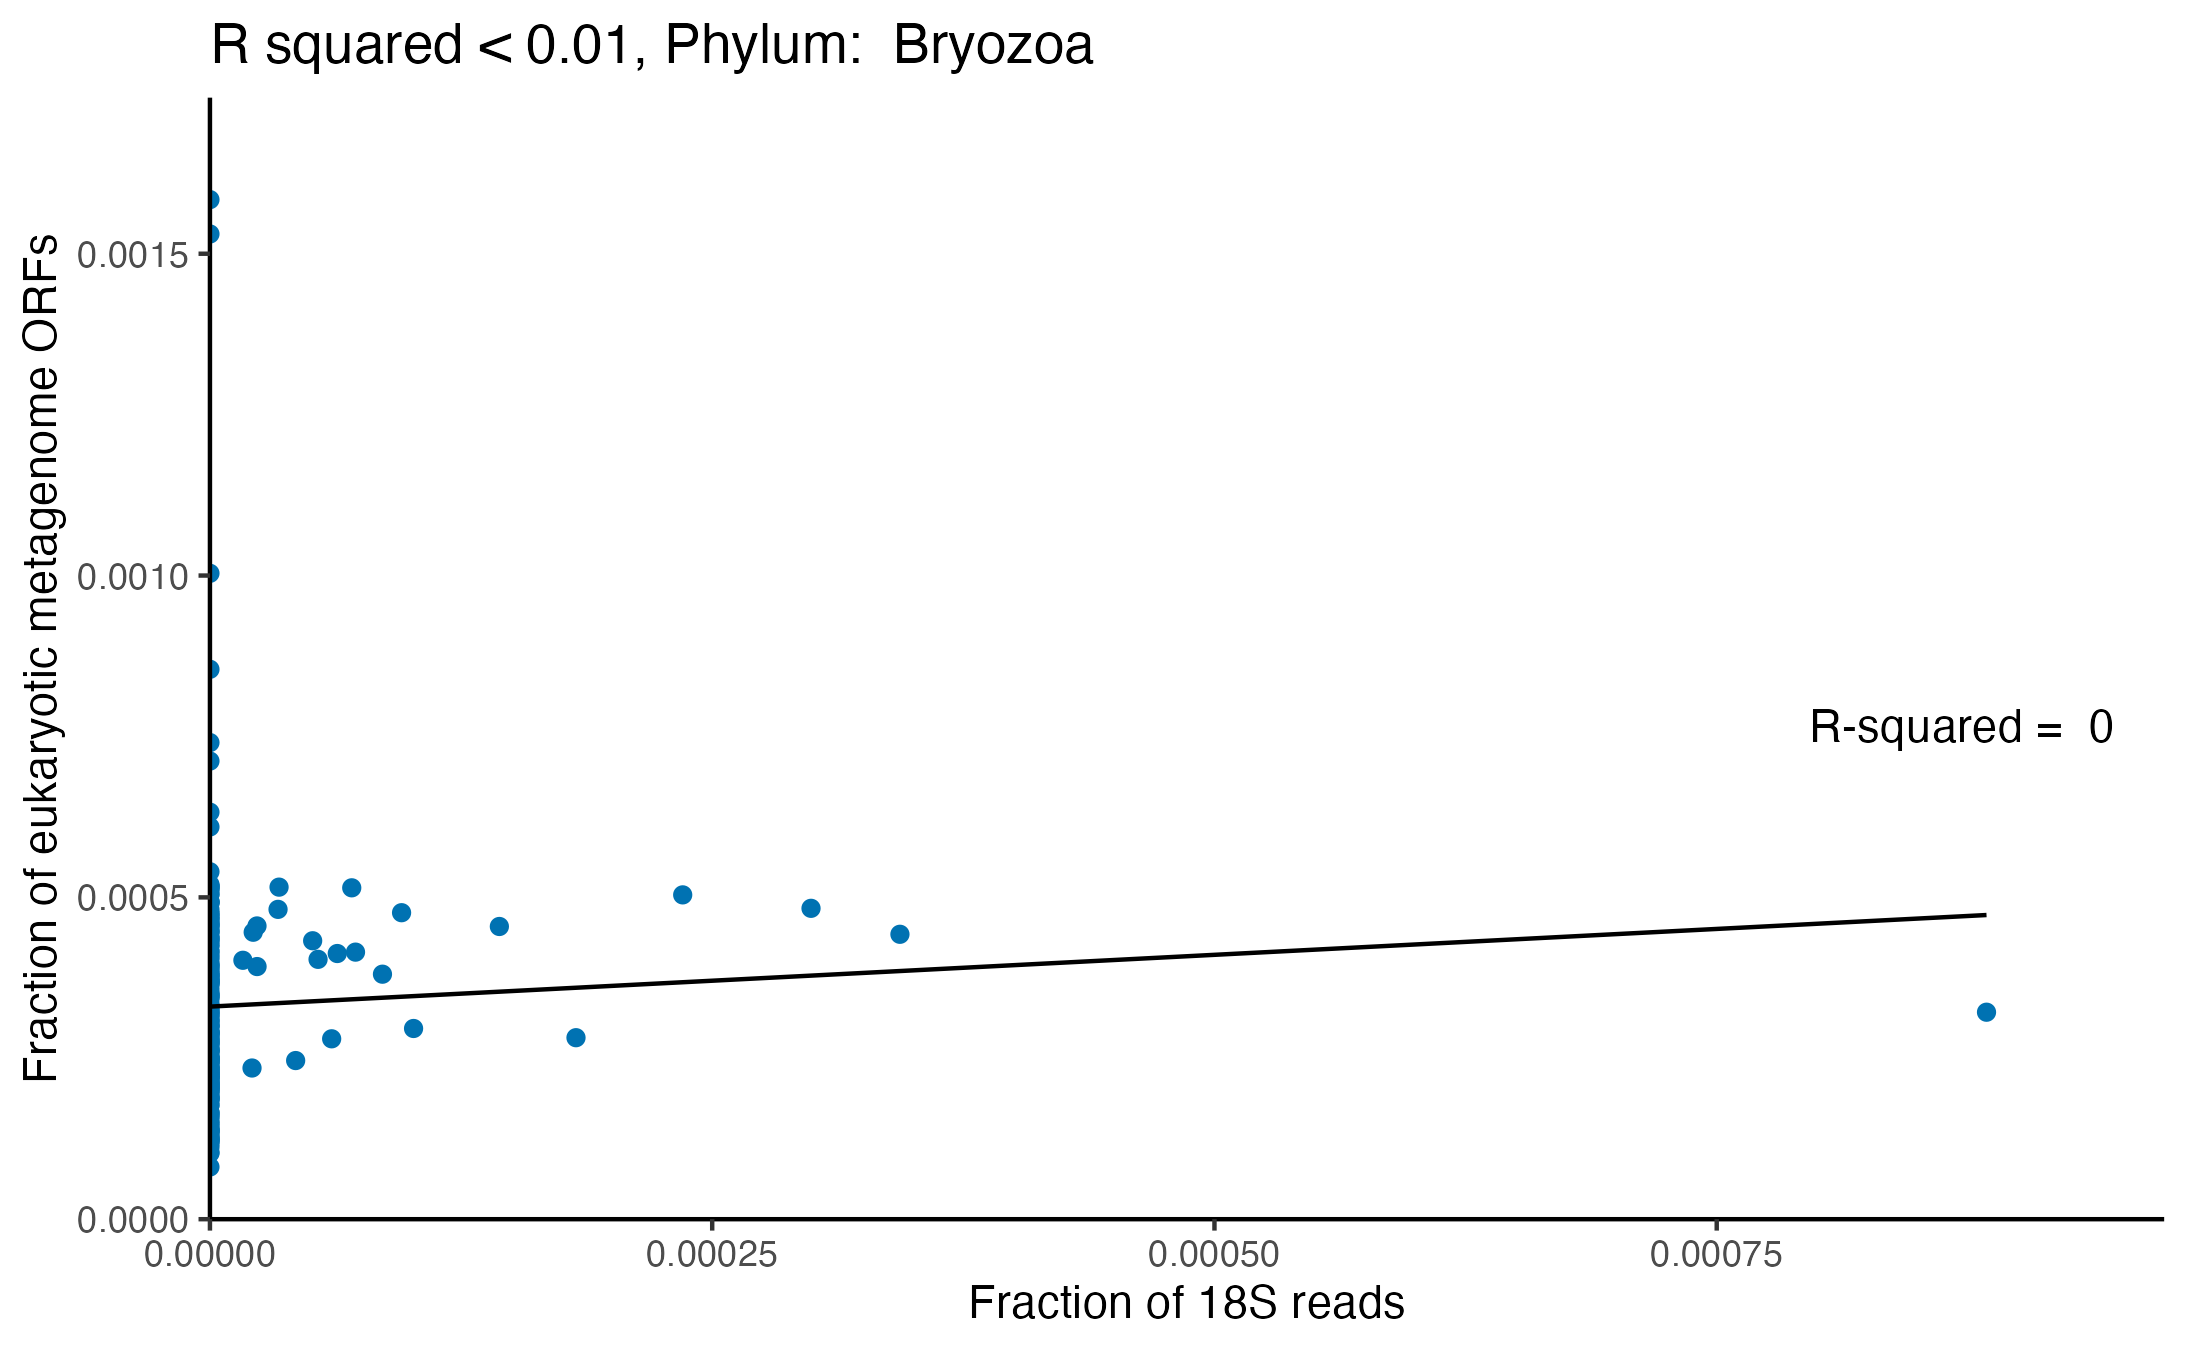 R squared < 0.01, Phylum:  Bryozoa
Fraction of eukaryotic metagenome ORFs
0.0015
0.0010
0.0005
0.0000
R-squared =  0
0.00000
0.00025
0.00050
0.00075
Fraction of 18S reads